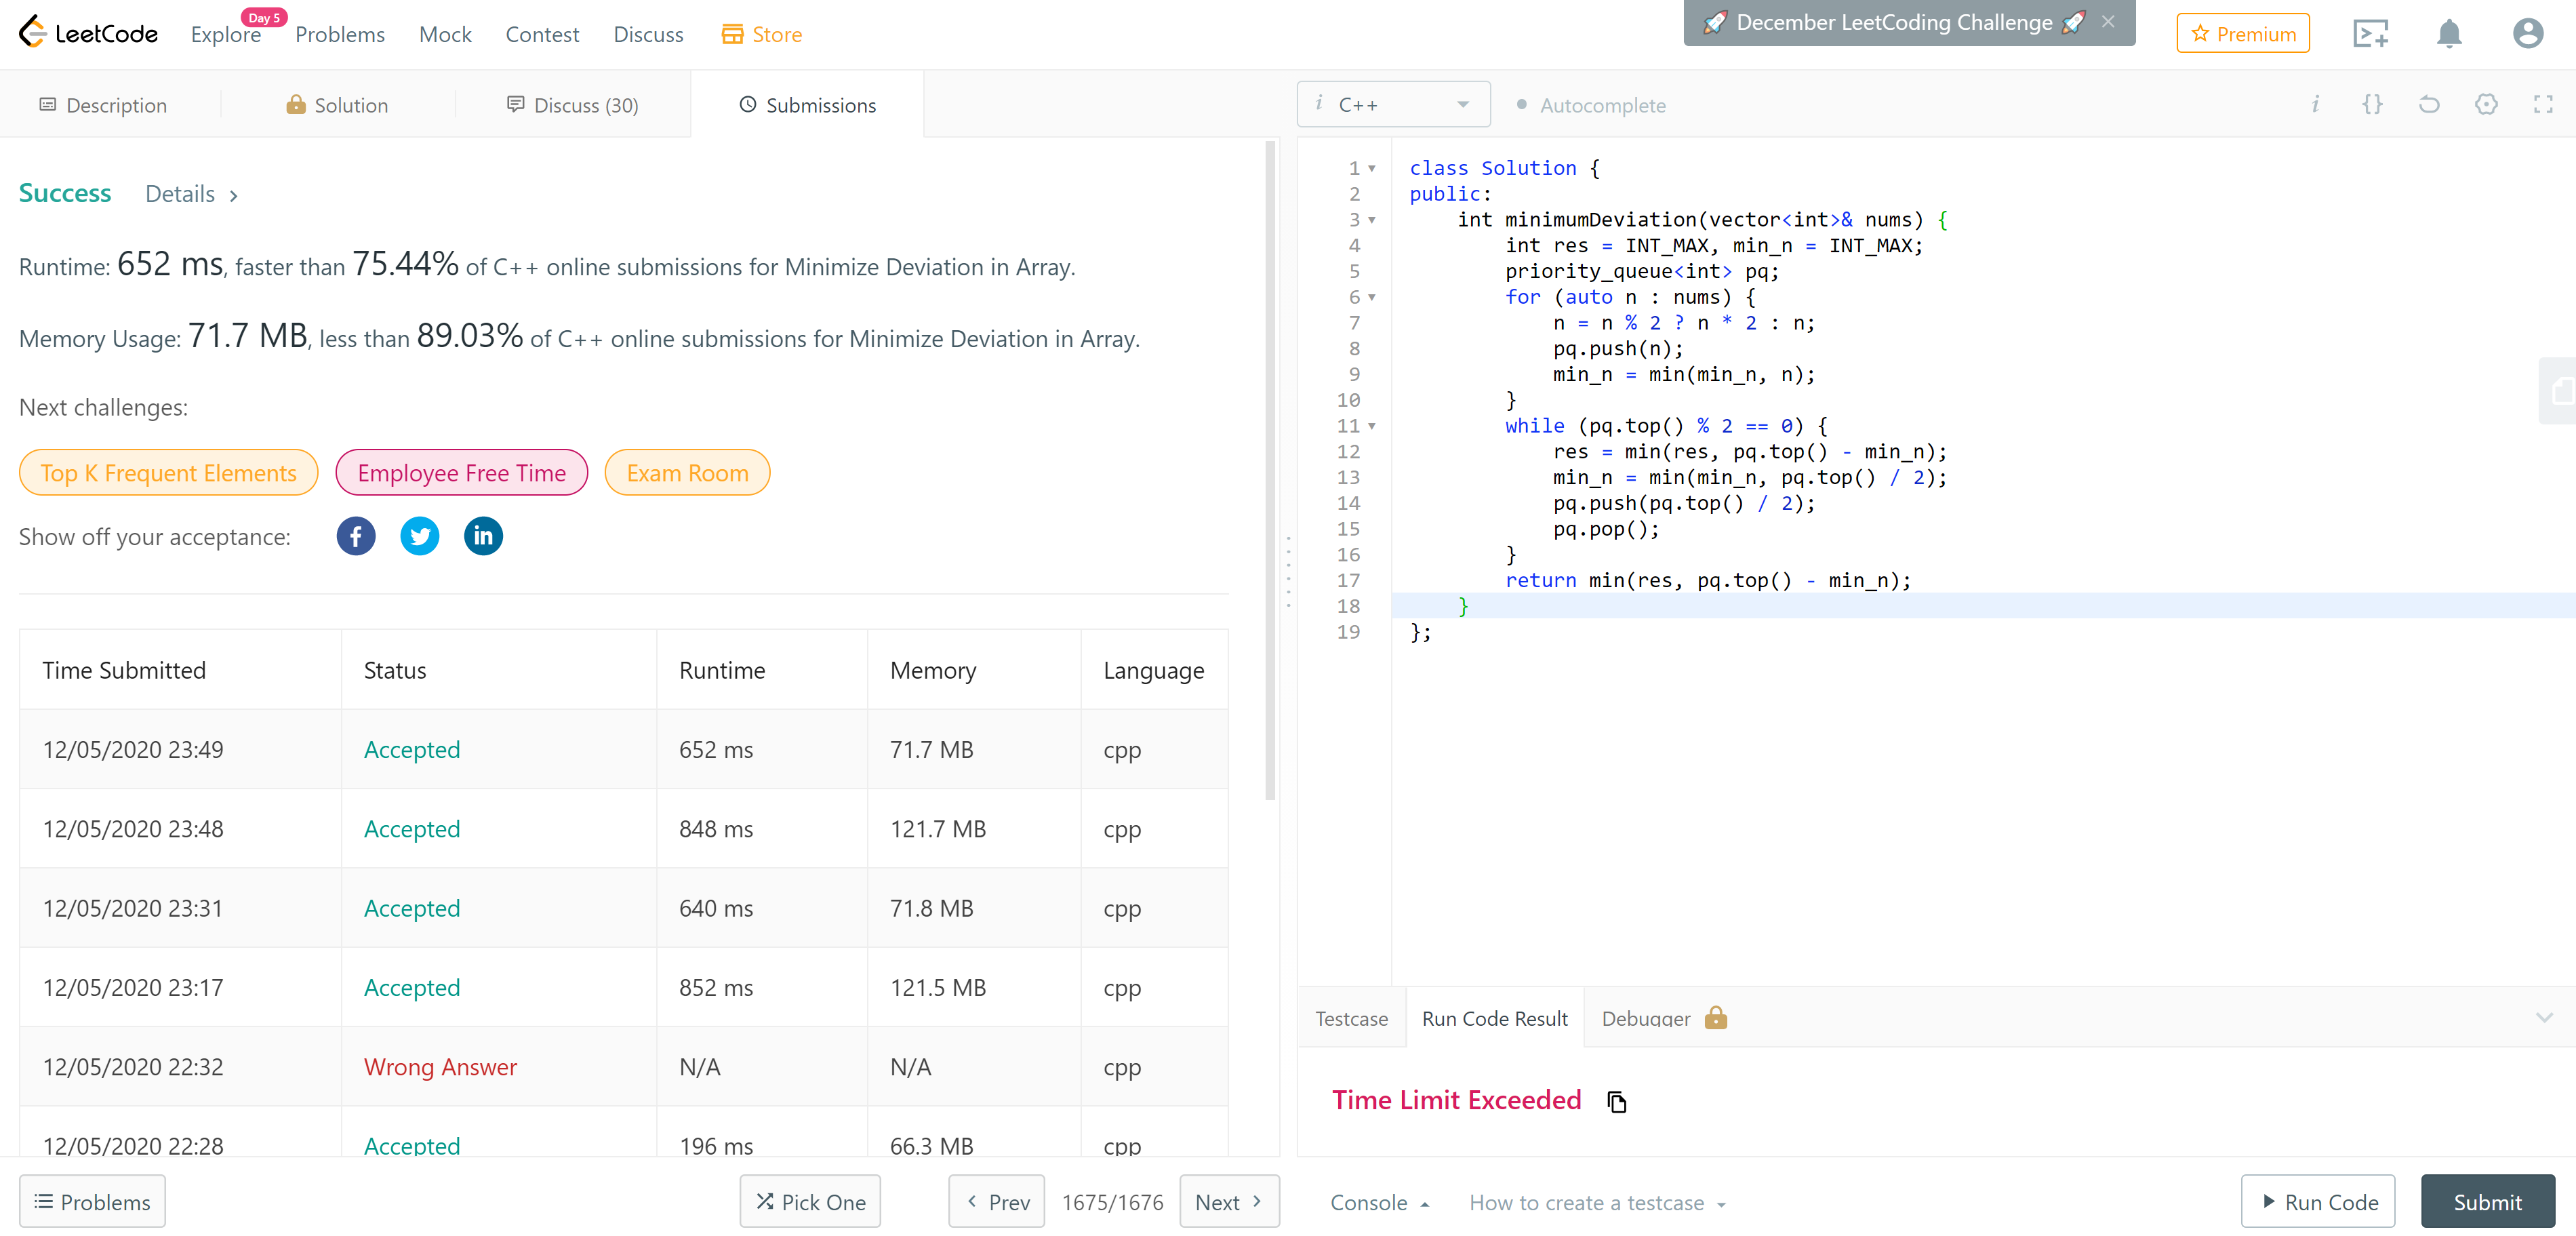 LeetCode
Explore
Day 5
Problems
Mock
Contest
Discuss
Store
🚀 December LeetCoding Challenge 🚀 ×
Premium
Description
Solution
Discuss (30)
Submissions
i C++
Autocomplete
Success Details >
Runtime: 652 ms, faster than 75.44% of C++ online submissions for Minimize Deviation in Array.
Memory Usage: 71.7 MB, less than 89.03% of C++ online submissions for Minimize Deviation in Array.
Next challenges:
Top K Frequent Elements
Employee Free Time
Exam Room
Show off your acceptance:
Time Submitted Status Runtime Memory Language
12/05/2020 23:49 Accepted 652 ms 71.7 MB cpp
12/05/2020 23:48 Accepted 848 ms 121.7 MB cpp
12/05/2020 23:31 Accepted 640 ms 71.8 MB cpp
12/05/2020 23:17 Accepted 852 ms 121.5 MB cpp
12/05/2020 22:32 Wrong Answer N/A N/A cpp
12/05/2020 22:28 Accepted 196 ms 66.3 MB cpp
Problems
Pick One
< Prev
1675/1676
Next >
1 class Solution {
2 public:
3     int minimumDeviation(vector<int>& nums) {
4         int res = INT_MAX, min_n = INT_MAX;
5         priority_queue<int> pq;
6         for (auto n : nums) {
7             n = n % 2 ? n * 2 : n;
8             pq.push(n);
9             min_n = min(min_n, n);
10         }
11         while (pq.top() % 2 == 0) {
12             res = min(res, pq.top() - min_n);
13             min_n = min(min_n, pq.top() / 2);
14             pq.push(pq.top() / 2);
15             pq.pop();
16         }
17         return min(res, pq.top() - min_n);
18     }
19 };
Testcase
Run Code Result
Debugger
Time Limit Exceeded
Console
How to create a testcase
Run Code
Submit